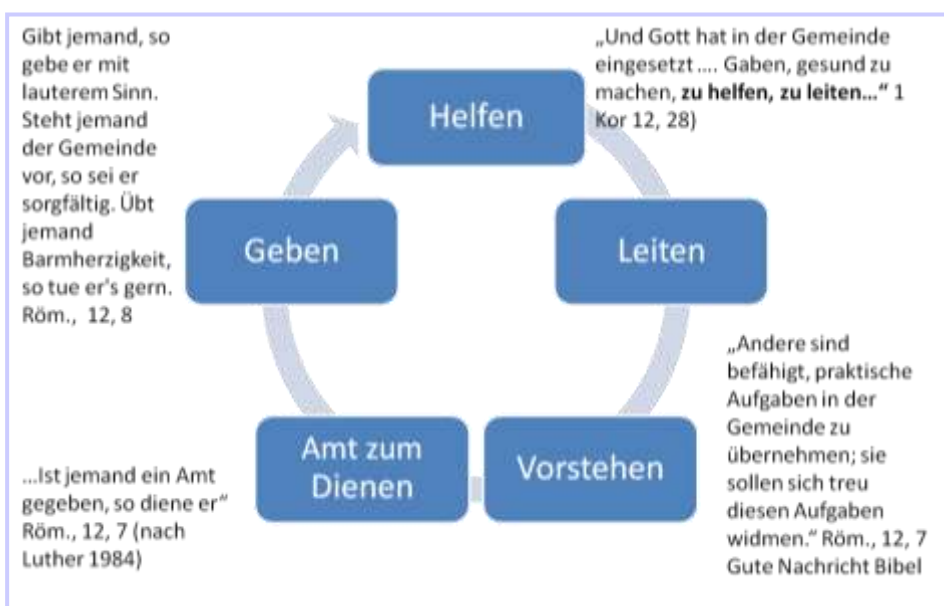 Gibt jemand, so
gebe er mit
lauterem Sinn.
Steht jemand
der Gemeinde
vor, so sei er
sorgfältig. Übt
jemand
Barmherzigkeit,
so tue er's gern.
Röm., 12, 8
„Und Gott hat in der Gemeinde
eingesetzt .... Gaben, gesund zu
machen, zu helfen, zu leiten...“ 1
Kor 12, 28)
Helfen
Geben
Leiten
Amt zum
Dienen
Vorstehen
...Ist jemand ein Amt
gegeben, so diene er“
Röm., 12, 7 (nach
Luther 1984)
„Andere sind
befähigt, praktische
Aufgaben in der
Gemeinde zu
übernehmen; sie
sollen sich treu
diesen Aufgaben
widmen.“ Röm., 12, 7
Gute Nachricht Bibel